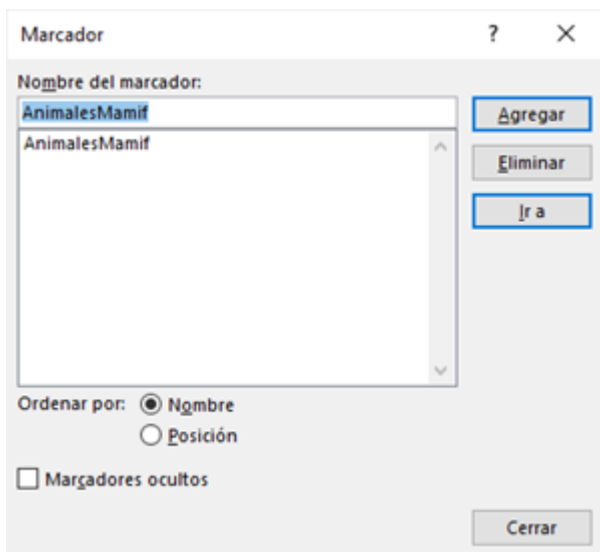 Marcador ? ×
Nombre del marcador:
AnimalesMamif
Agregar
AnimalesMamif
Eliminar
Ir a
Ordenar por: Nombre
Posición
Marcadores ocultos
Cerrar